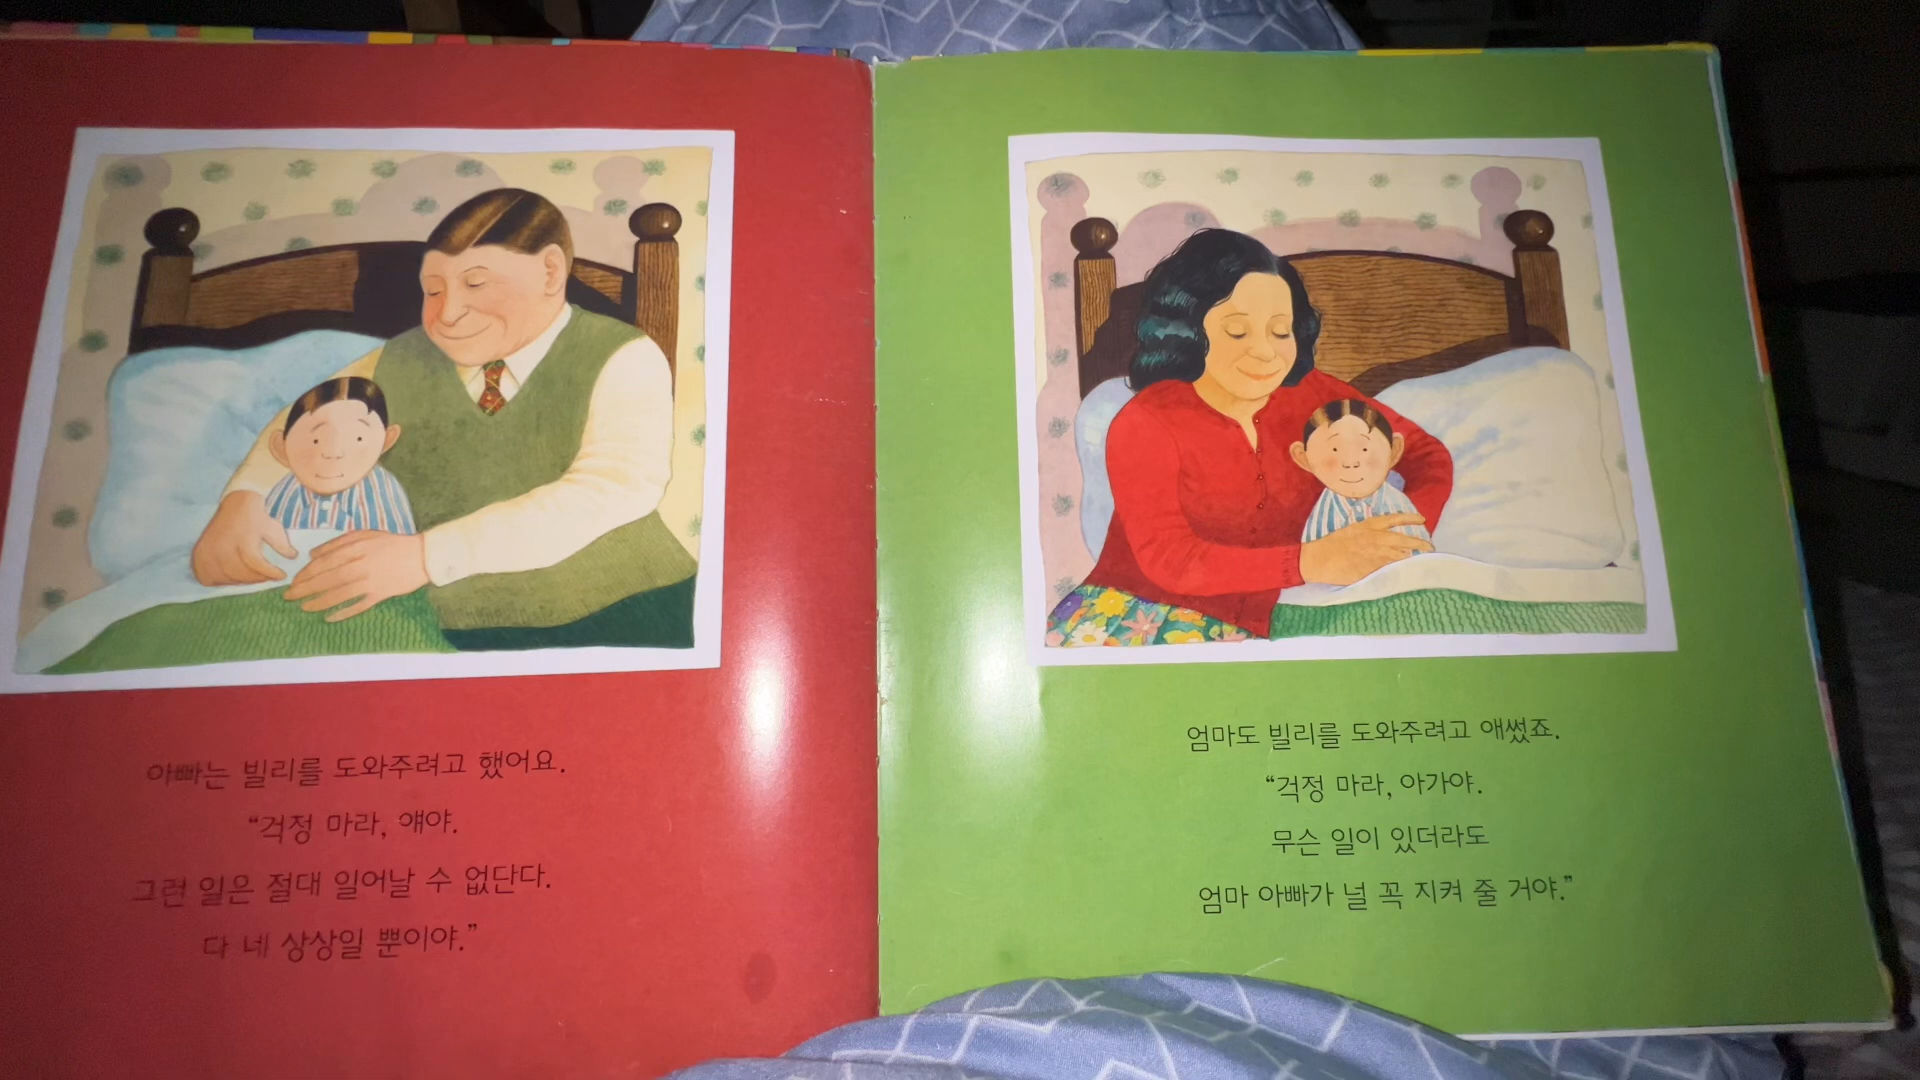 아빠는 빌리를 도와주려고 했어요.
“걱정 마라, 얘야.
그런 일은 절대 일어날 수 없단다.
다 네 상상일 뿐이야.”
엄마도 빌리를 도와주려고 애썼죠.
“걱정 마라, 아가야.
무슨 일이 있더라도
엄마 아빠가 널 꼭 지켜 줄 거야.”